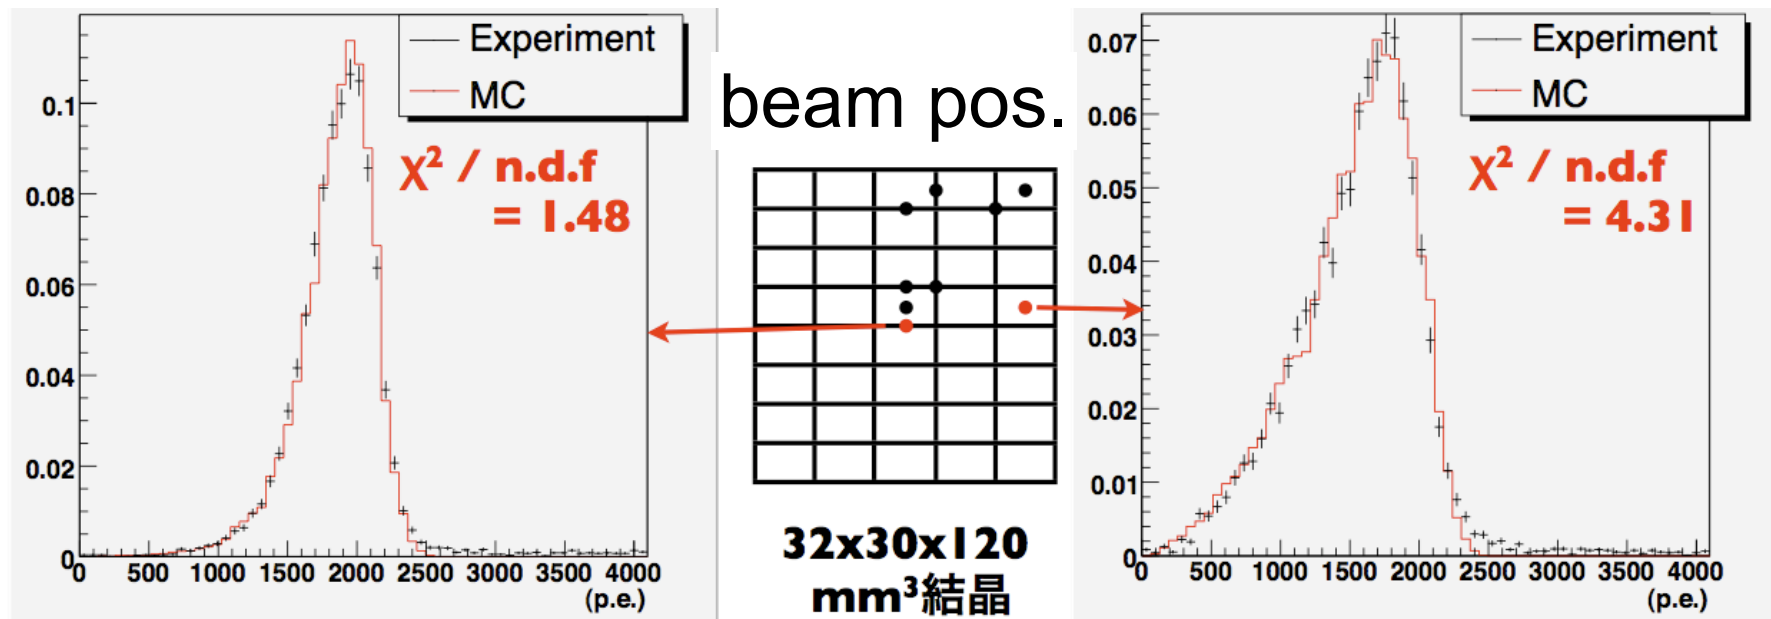 Experiment
MC
χ² / n.d.f
= 1.48
0.1
0.08
0.06
0.04
0.02
0
0 500 1000 1500 2000 2500 3000 3500 4000
(p.e.)
beam pos.
32x30x120
mm³結晶
Experiment
MC
χ² / n.d.f
= 4.31
0.07
0.06
0.05
0.04
0.03
0.02
0.01
0
0 500 1000 1500 2000 2500 3000 3500 4000
(p.e.)